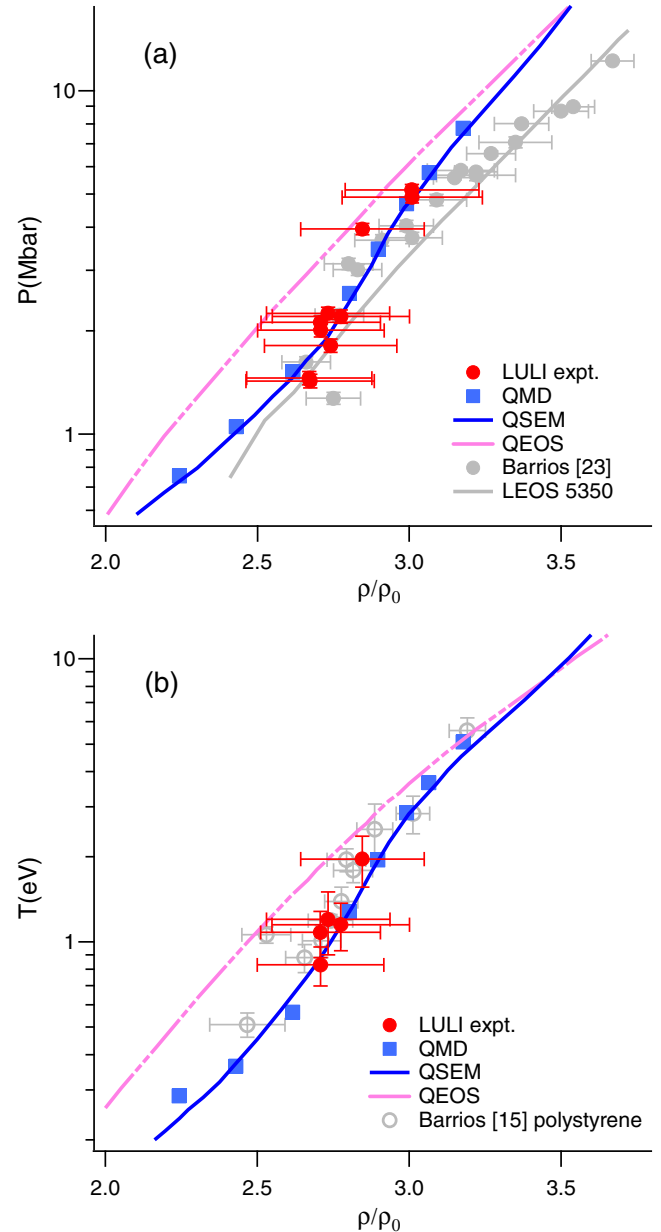 (a)
10
1
P(Mbar)
LULI expt.
QMD
QSEM
QEOS
Barrios [23]
LEOS 5350
2.0 2.5 3.0 3.5
ρ/ρ0
(b)
10
1
T(eV)
LULI expt.
QMD
QSEM
QEOS
Barrios [15] polystyrene
2.0 2.5 3.0 3.5
ρ/ρ0